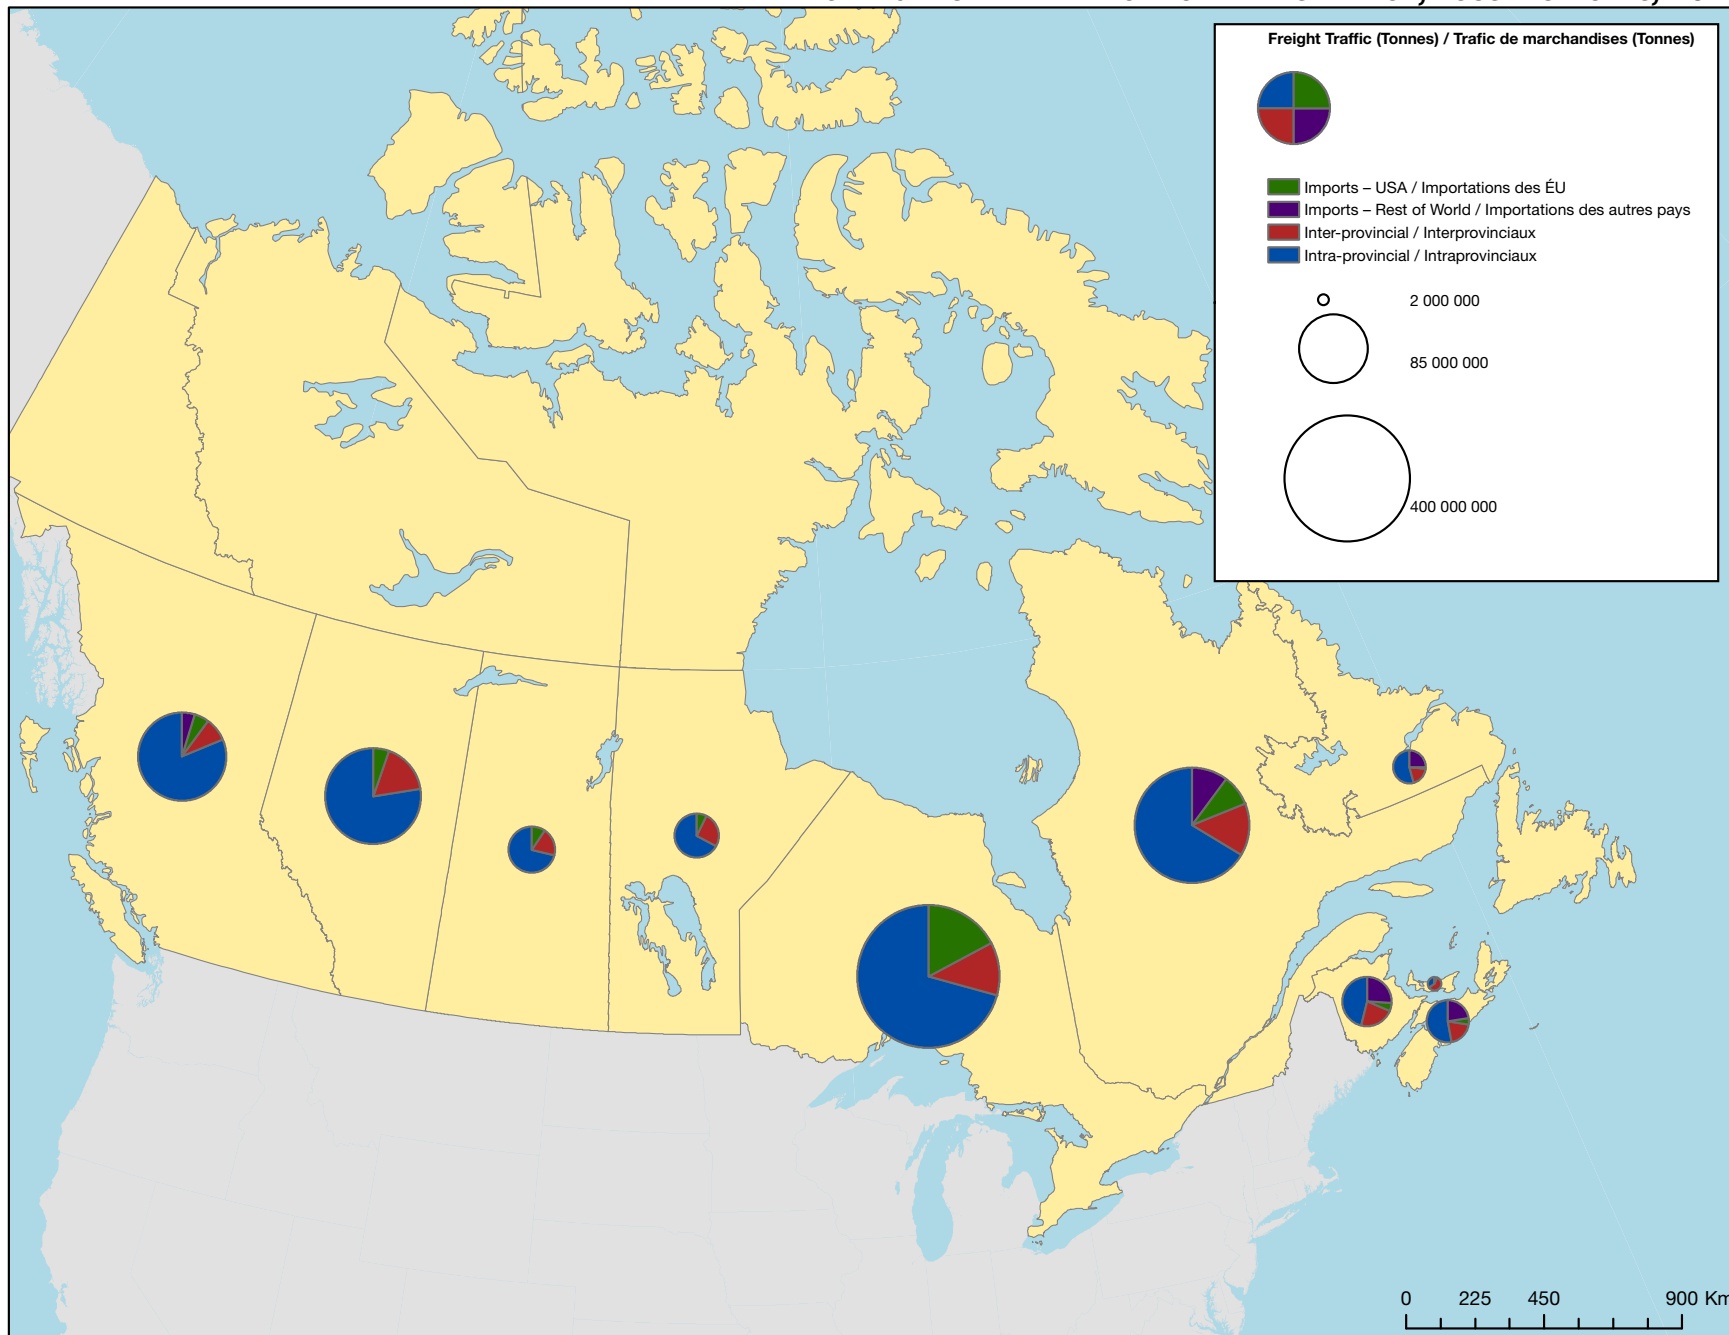 Freight Traffic (Tonnes) / Trafic de marchandises (Tonnes)
Imports – USA / Importations des ÉU
Imports – Rest of World / Importations des autres pays
Inter-provincial / Interprovinciaux
Intra-provincial / Intraprovinciaux
2 000 000
85 000 000
400 000 000
0 225 450 900 Km